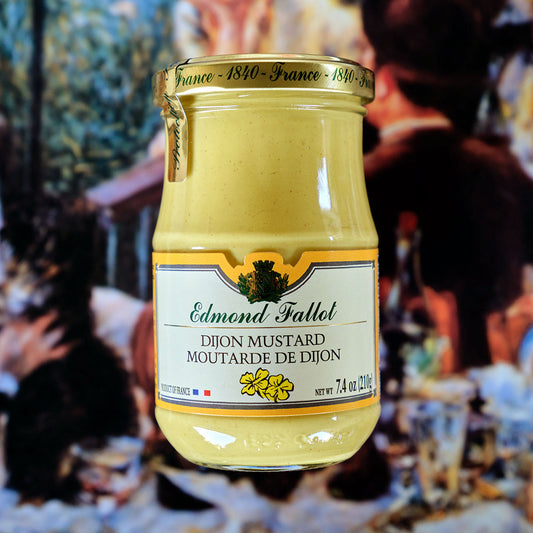 France ~ 1840 ~ France ~ 1840 ~
Edmond Fallot
DIJON MUSTARD
MOUTARDE DE DIJON
PRODUCT OF FRANCE
NET WT 7.4 oz (210g)